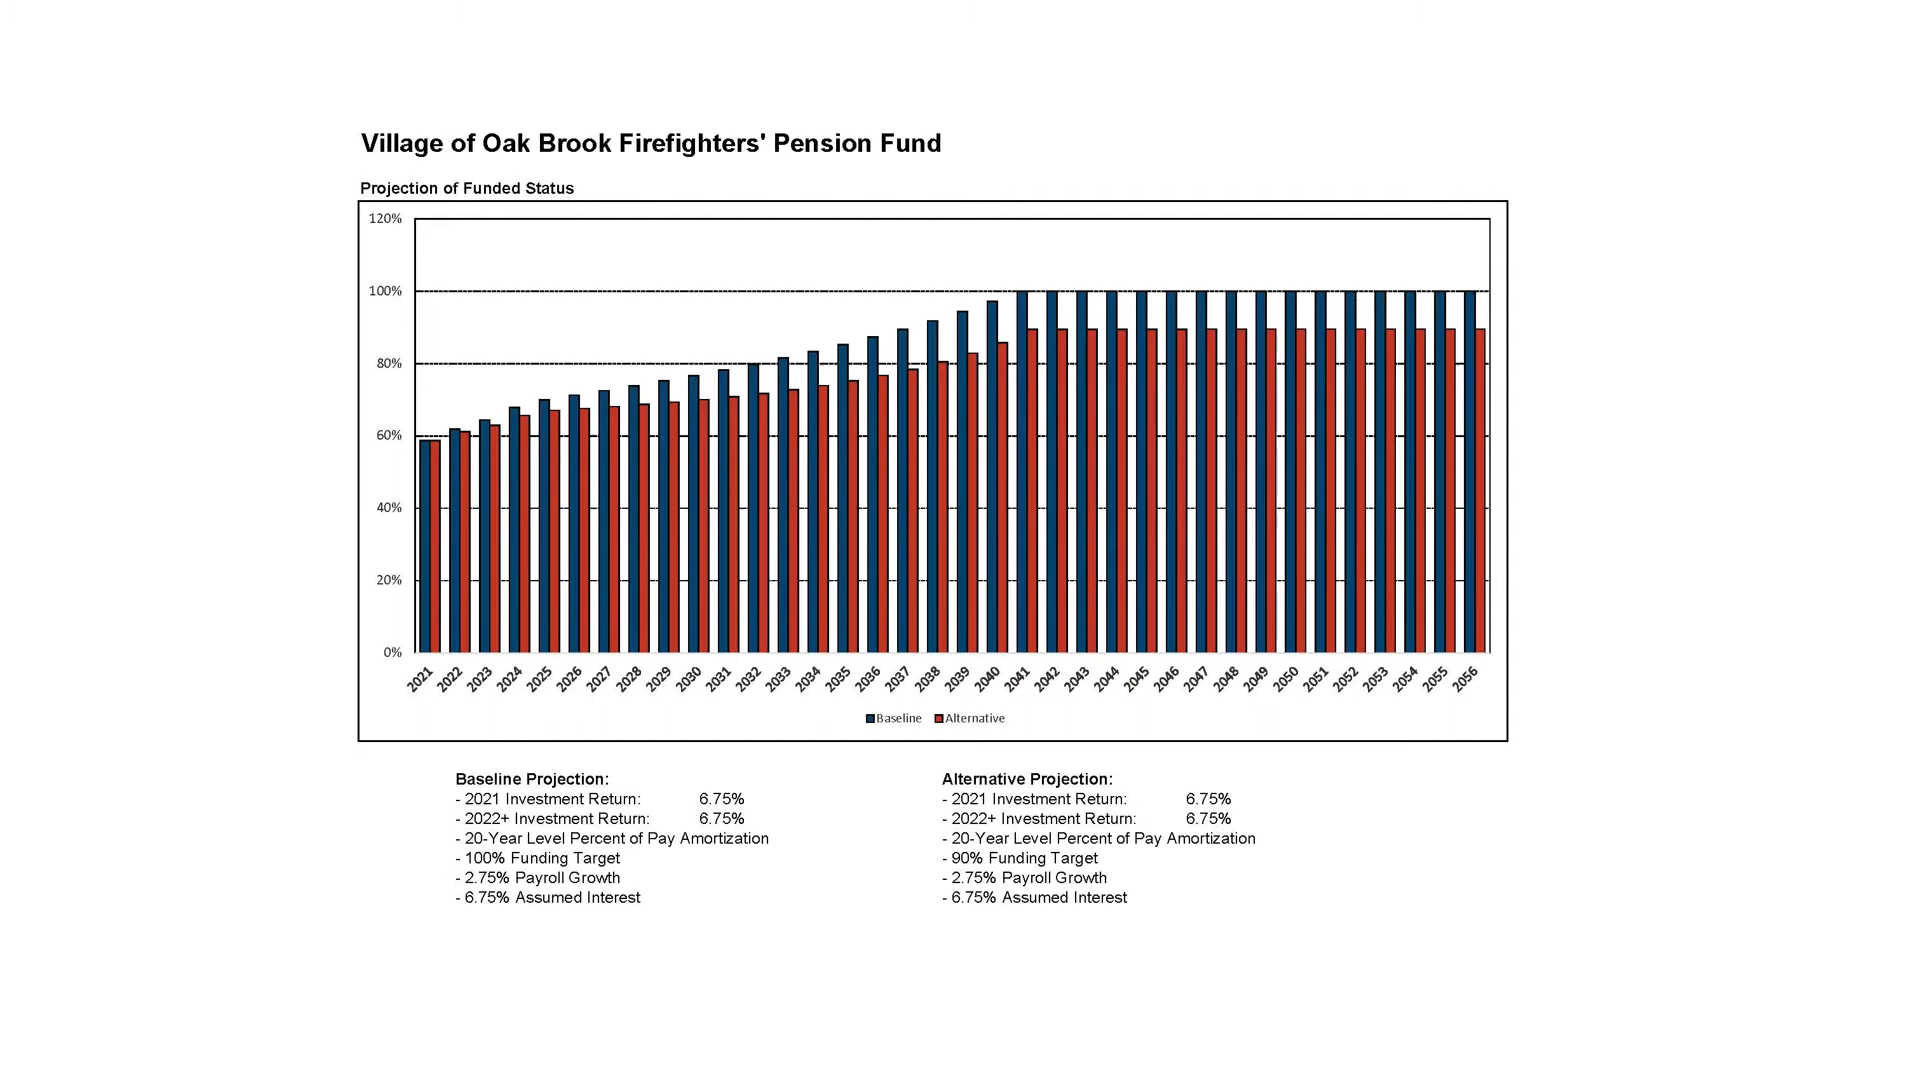 Village of Oak Brook Firefighters' Pension Fund
Projection of Funded Status
120%
100%
80%
60%
40%
20%
0%
2021 2022 2023 2024 2025 2026 2027 2028 2029 2030 2031 2032 2033 2034 2035 2036 2037 2038 2039 2040 2041 2042 2043 2044 2045 2046 2047 2048 2049 2050 2051 2052 2053 2054 2055 2056
Baseline Alternative
Baseline Projection:
- 2021 Investment Return: 6.75%
- 2022+ Investment Return: 6.75%
- 20-Year Level Percent of Pay Amortization
- 100% Funding Target
- 2.75% Payroll Growth
- 6.75% Assumed Interest
Alternative Projection:
- 2021 Investment Return: 6.75%
- 2022+ Investment Return: 6.75%
- 20-Year Level Percent of Pay Amortization
- 90% Funding Target
- 2.75% Payroll Growth
- 6.75% Assumed Interest